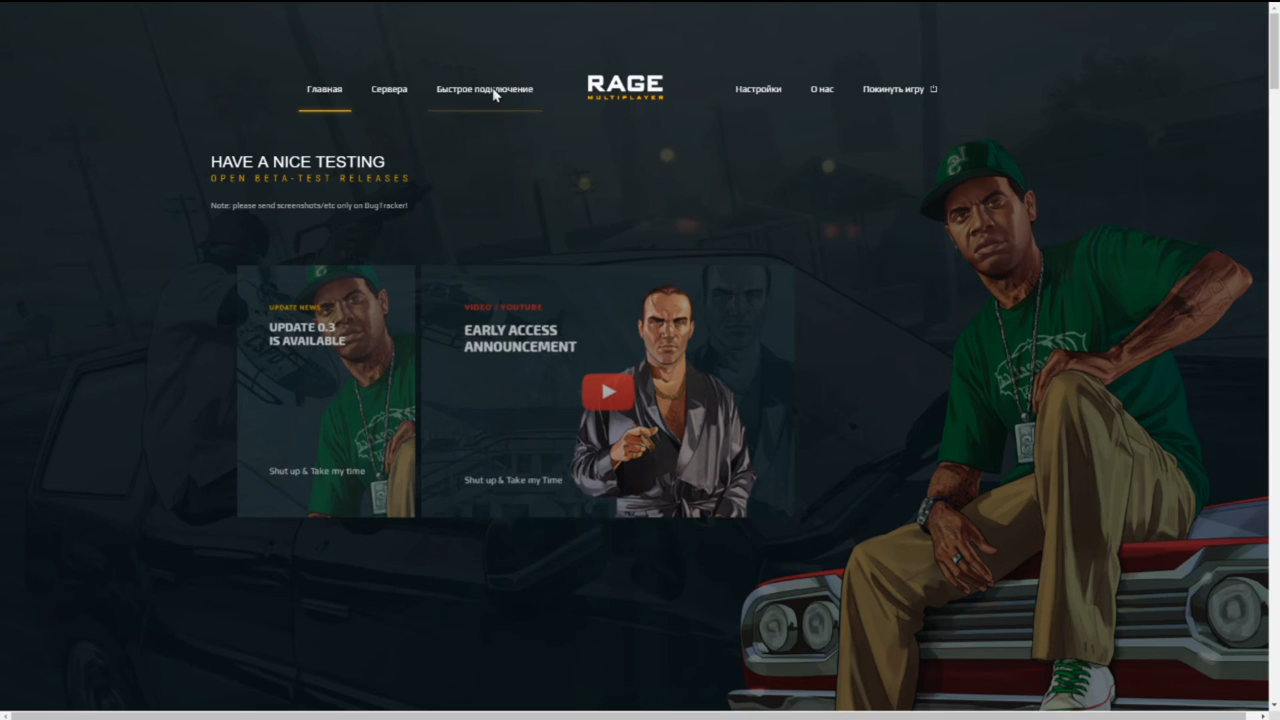 Главная
Сервера
Быстрое подключение
RAGE
MULTIPLAYER
Настройки
О нас
Покинуть игру
HAVE A NICE TESTING
OPEN BETA-TEST RELEASES
Note: please send screenshots/etc only on BugTracker!
UPDATE NEWS
UPDATE 0.3
IS AVAILABLE
Shut up & Take my time
VIDEO / YOUTUBE
EARLY ACCESS
ANNOUNCEMENT
Shut up & Take my Time